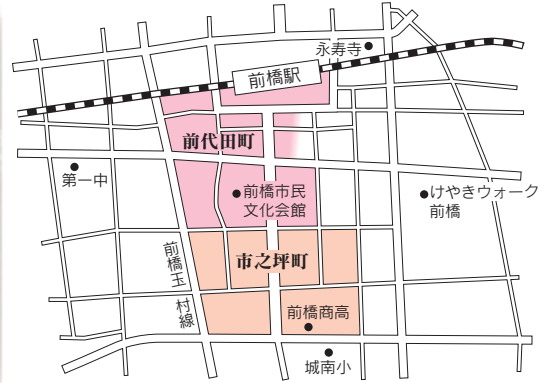 永寿寺
前橋駅
前代田町
第一中
前橋市民
文化会館
けやきウォーク
前橋
前橋玉村線
市之坪町
前橋商高
城南小